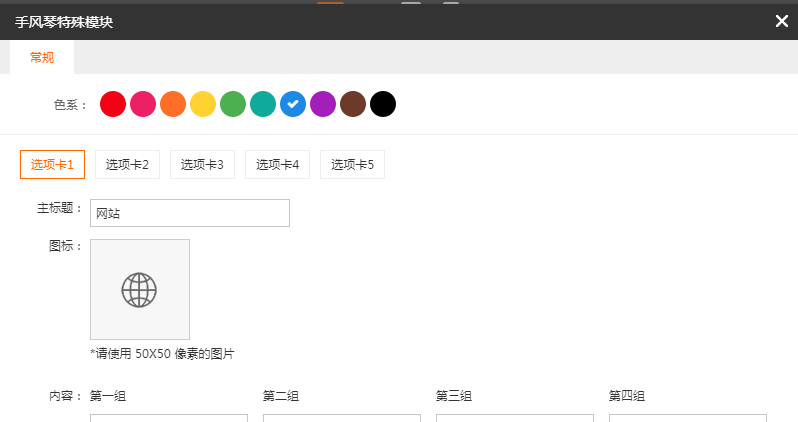 手风琴特殊模块
常规
色系：
选项卡1 选项卡2 选项卡3 选项卡4 选项卡5
主标题： 网站
图标：
*请使用 50X50 像素的图片
内容： 第一组 第二组 第三组 第四组